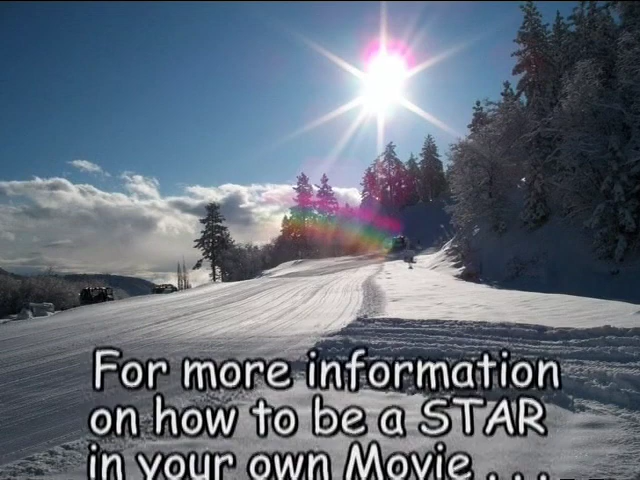 For more information
on how to be a STAR
in your own Movie . . .